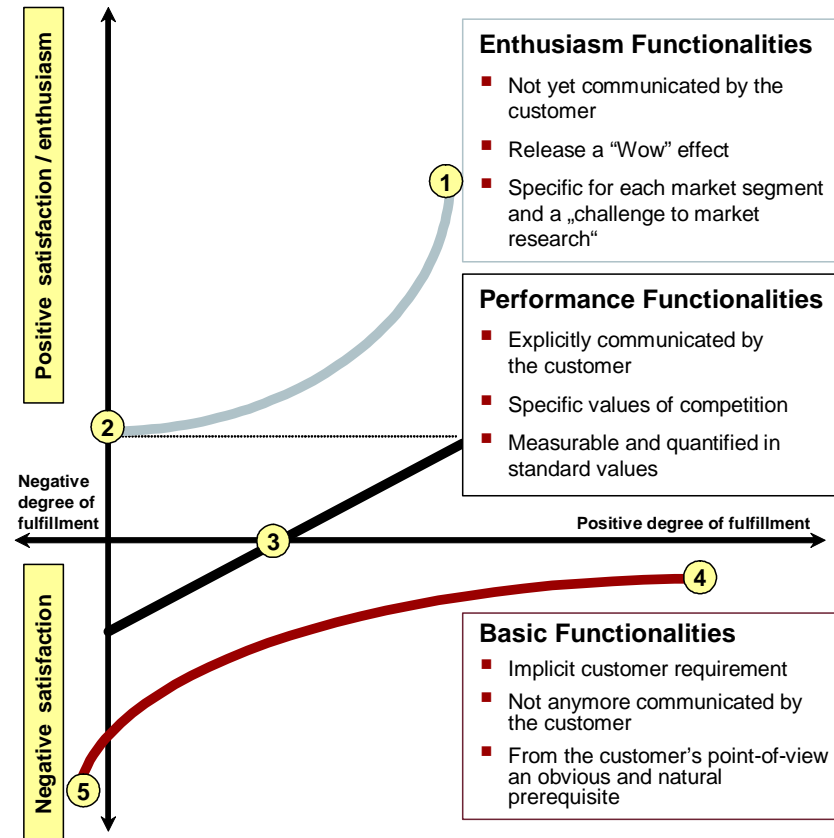 Positive satisfaction / enthusiasm
Enthusiasm Functionalities
■ Not yet communicated by the
customer
■ Release a “Wow” effect
■ Specific for each market segment
and a „challenge to market
research“
1
Performance Functionalities
■ Explicitly communicated by
the customer
■ Specific values of competition
■ Measurable and quantified in
standard values
2
Negative
degree of
fulfillment
Positive degree of fulfillment
3
4
Negative satisfaction
Basic Functionalities
■ Implicit customer requirement
■ Not anymore communicated by
the customer
■ From the customer’s point-of-view
an obvious and natural
prerequisite
5